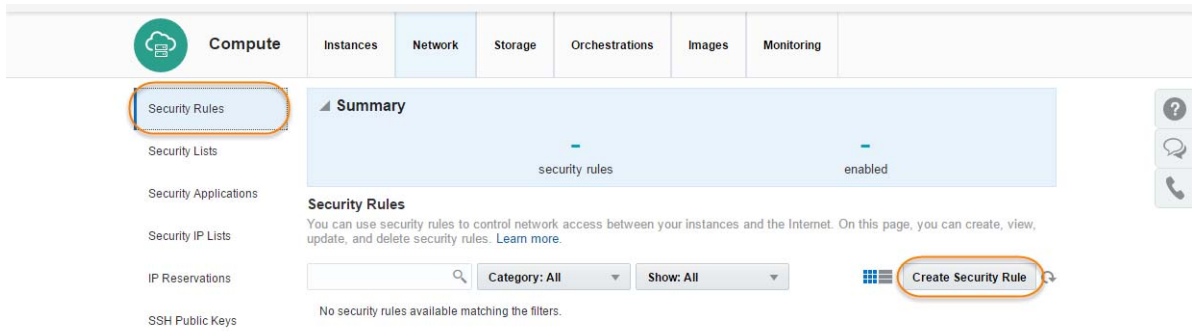 Compute
Instances Network Storage Orchestrations Images Monitoring
Security Rules
Security Lists
Security Applications
Security IP Lists
IP Reservations
SSH Public Keys
Summary
- -
security rules enabled
Security Rules
You can use security rules to control network access between your instances and the Internet. On this page, you can create, view,
update, and delete security rules. Learn more.
Category: All Show: All Create Security Rule
No security rules available matching the filters.
?